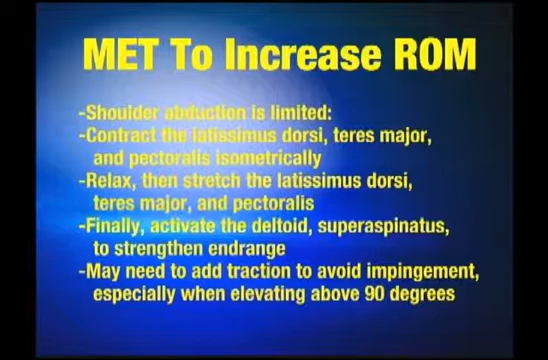 MET To Increase ROM
-Shoulder abduction is limited:
-Contract the latissimus dorsi, teres major,
and pectoralis isometrically
-Relax, then stretch the latissimus dorsi,
teres major, and pectoralis
-Finally, activate the deltoid, superaspinatus,
to strengthen endrange
-May need to add traction to avoid impingement,
especially when elevating above 90 degrees